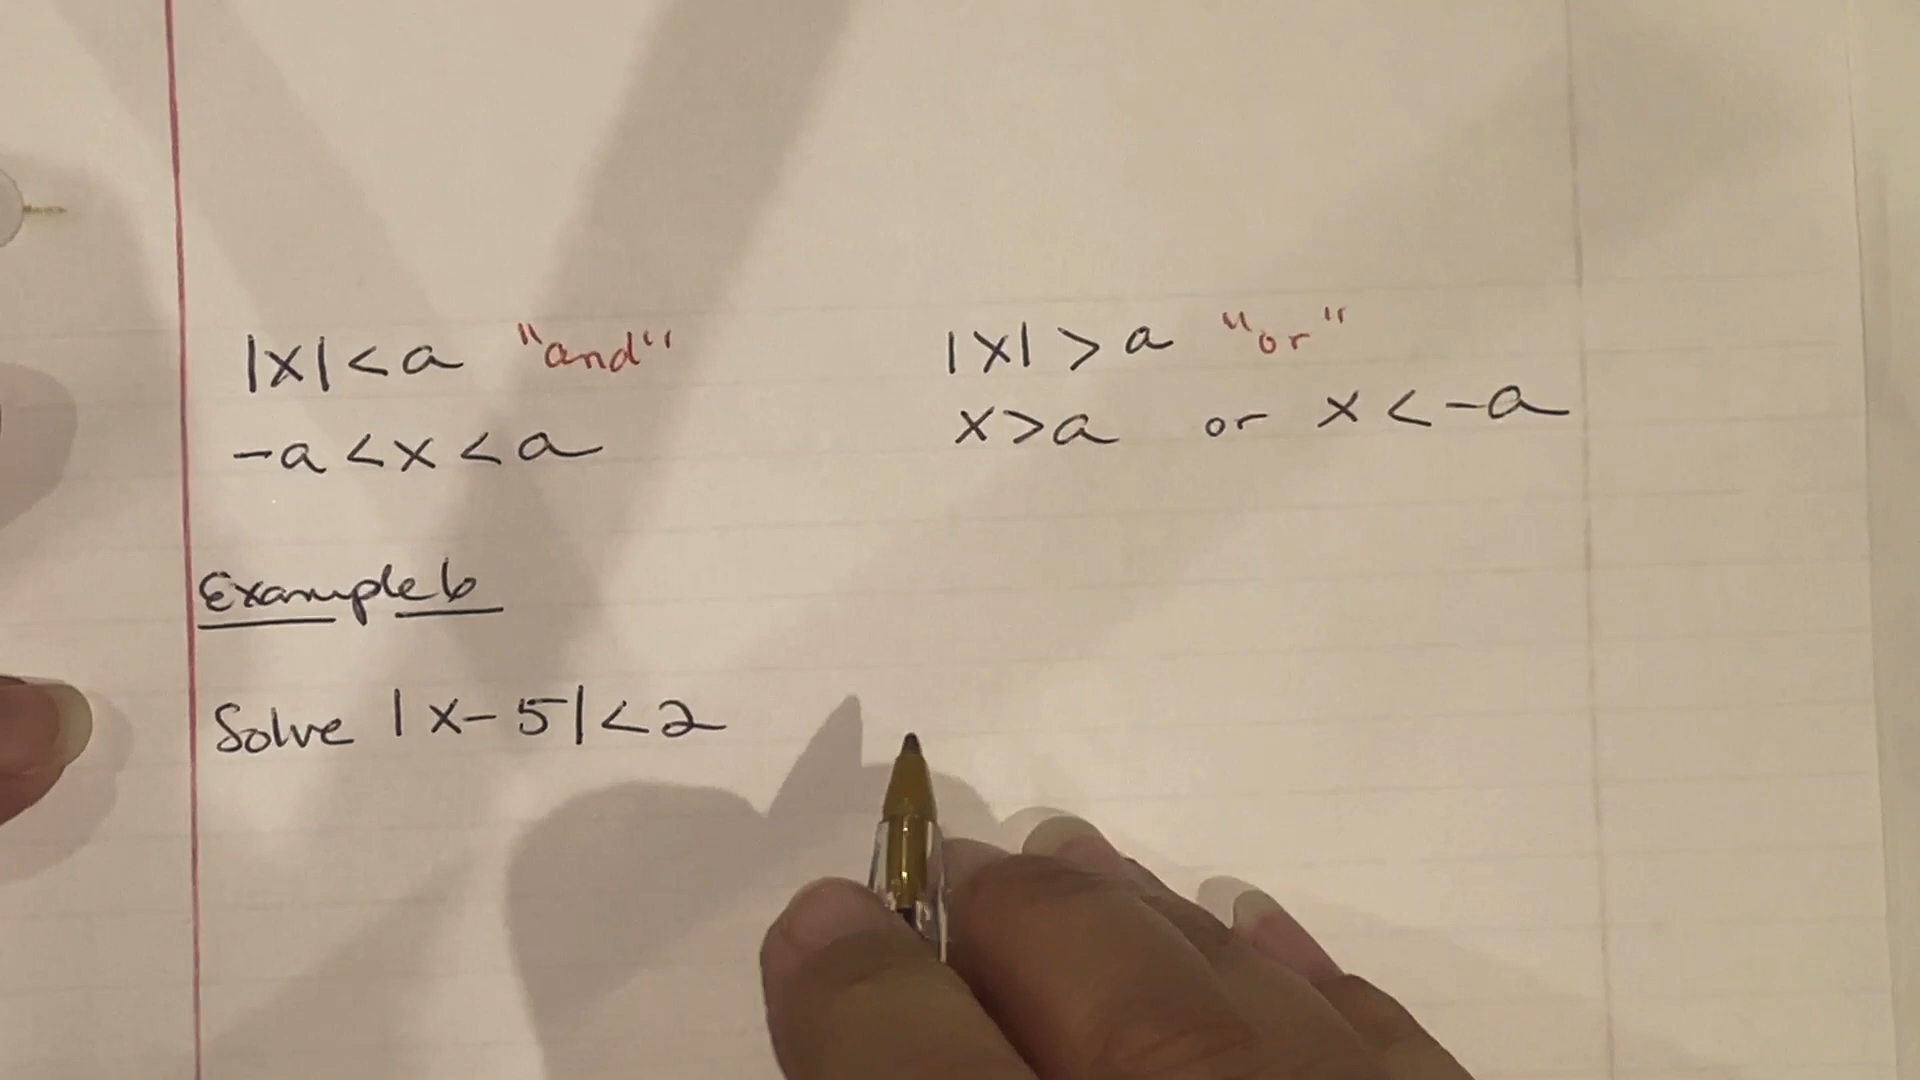 |x| < a "and"
-a < x < a
|x| > a "or"
x > a or x < -a
Example 6
Solve |x - 5| < 2